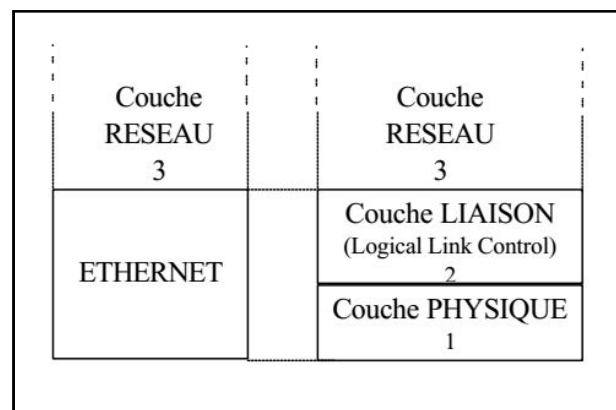 Couche
RESEAU
3
ETHERNET
Couche
RESEAU
3
Couche LIAISON
(Logical Link Control)
2
Couche PHYSIQUE
1